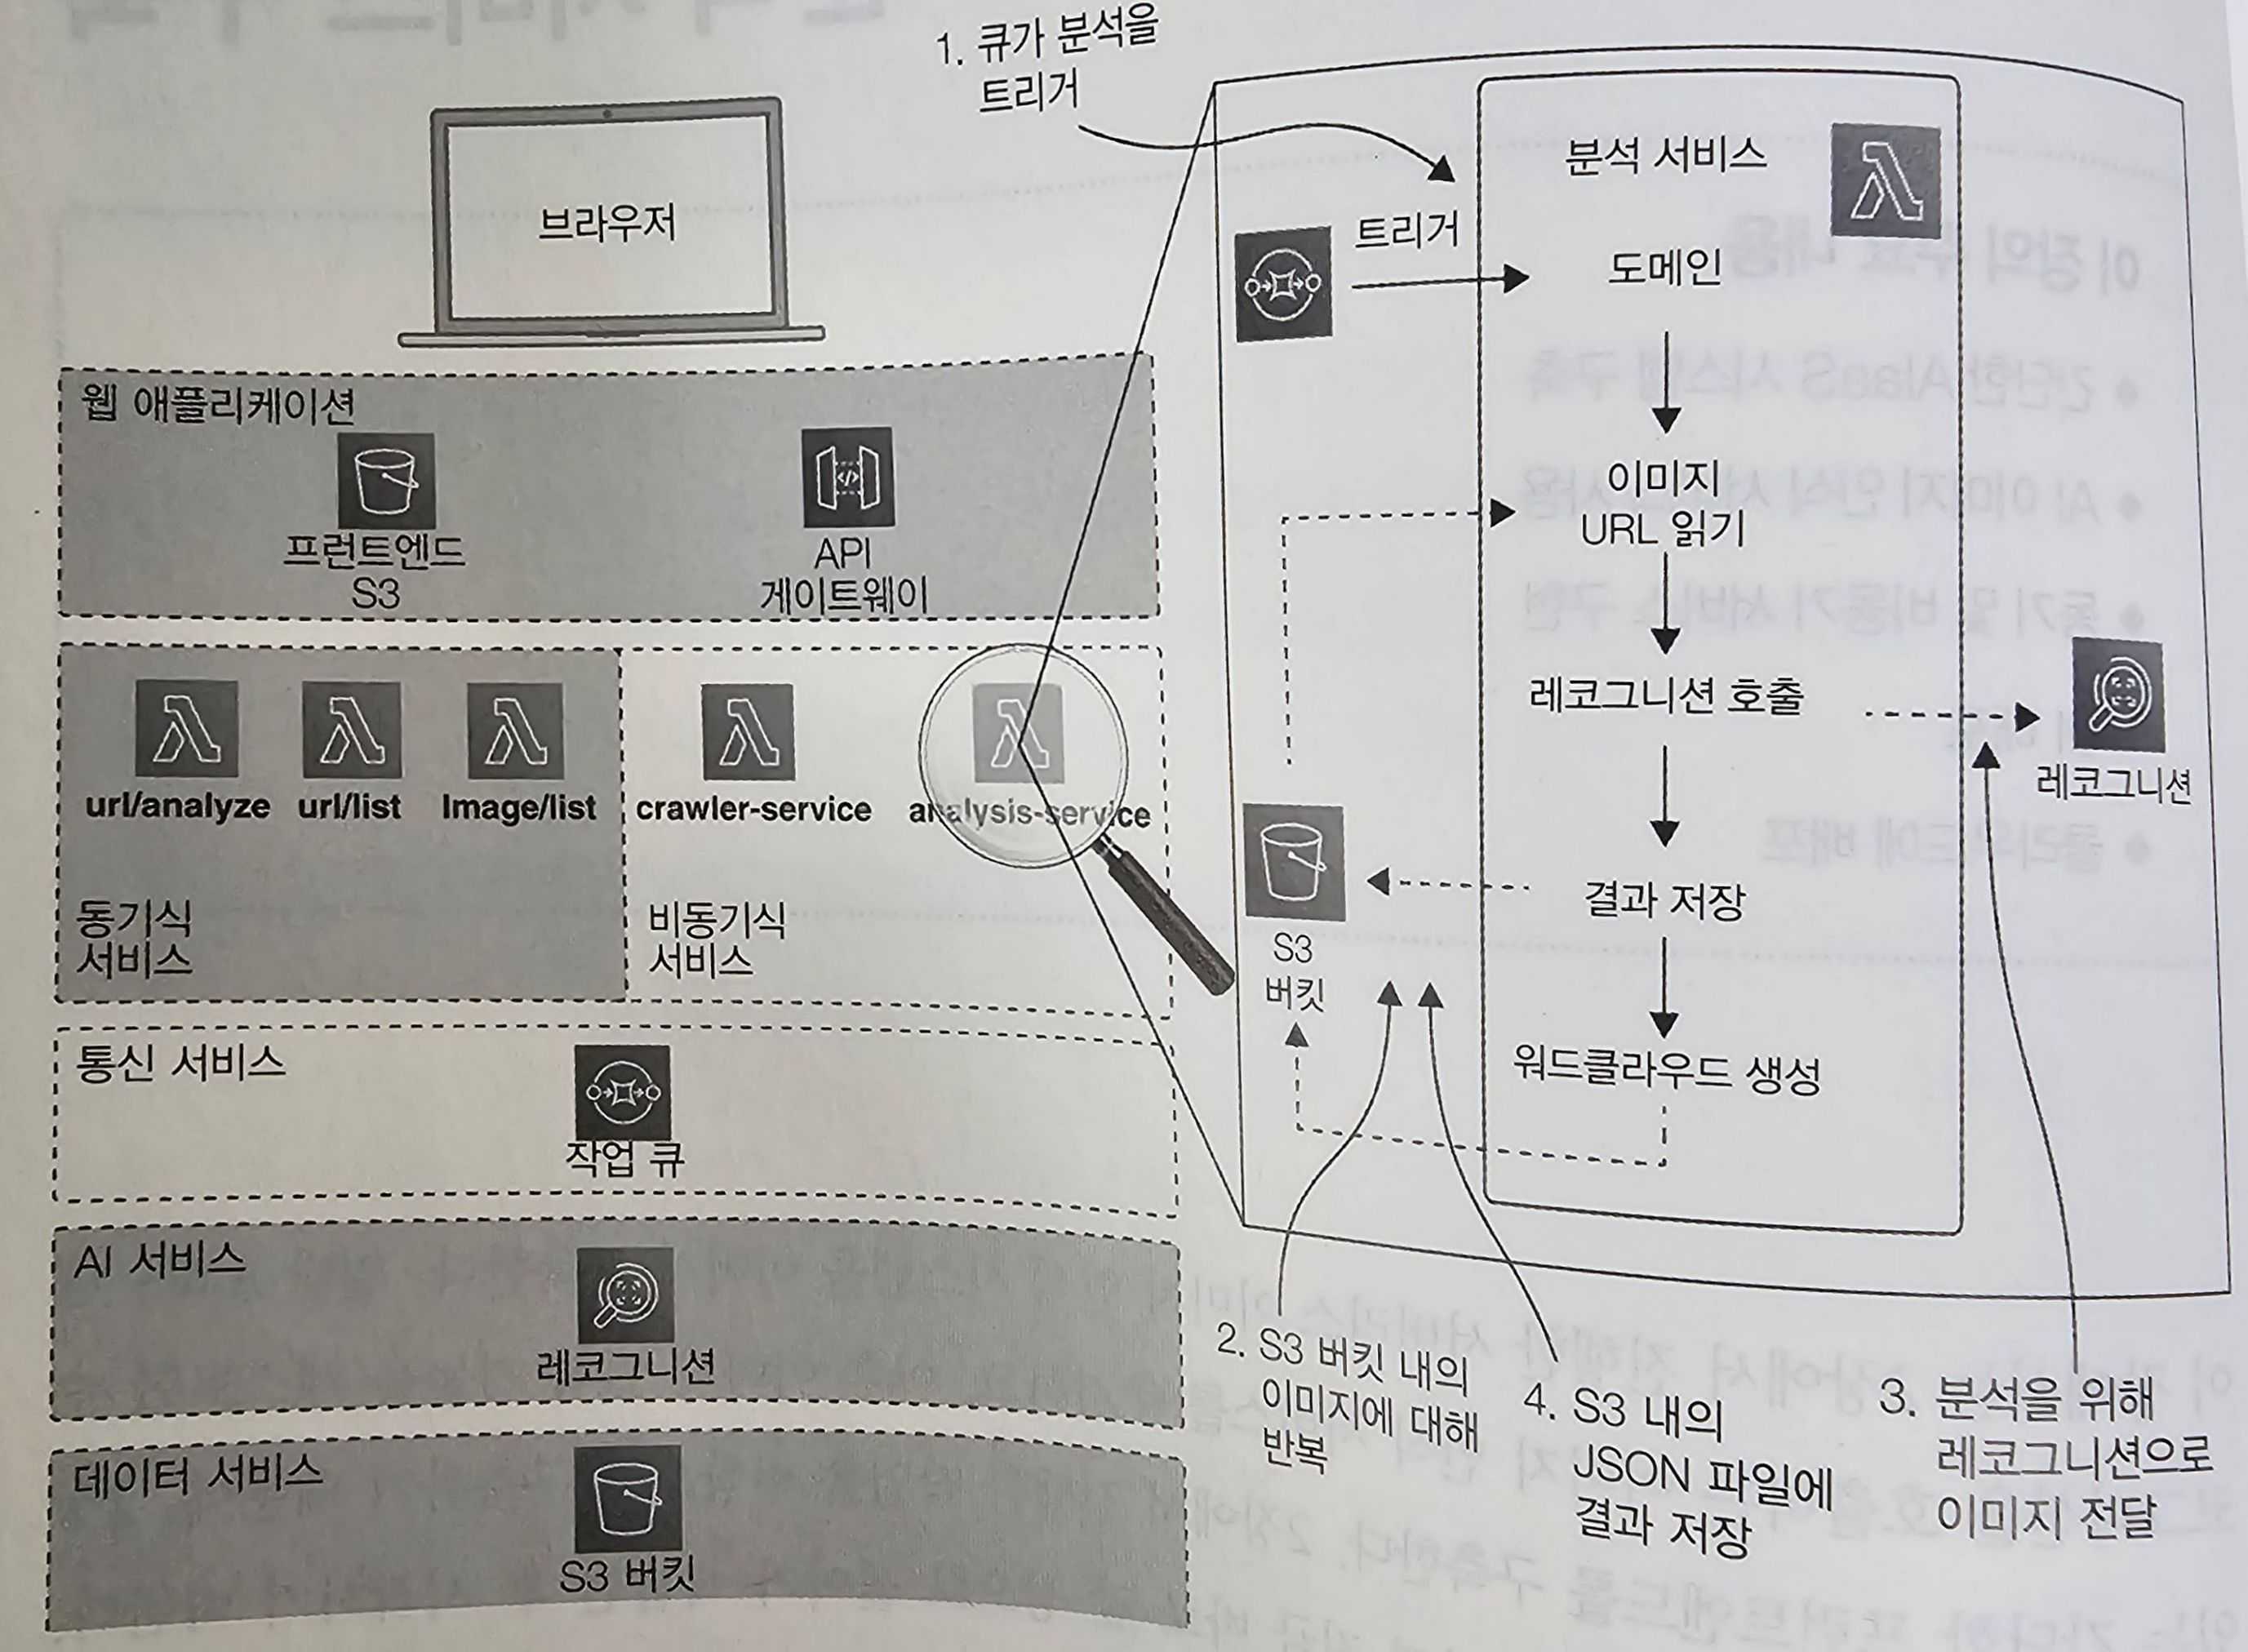 1. 큐가 분석을
트리거
브라우저
웹 애플리케이션
프런트엔드
S3
API
게이트웨이
url/analyze
url/list
Image/list
crawler-service
analysis-service
동기식
서비스
비동기식
서비스
통신 서비스
작업 큐
AI 서비스
레코그니션
데이터 서비스
S3 버킷
분석 서비스
트리거
도메인
이미지
URL 읽기
레코그니션 호출
레코그니션
결과 저장
S3
버킷
워드클라우드 생성
2. S3 버킷 내의
이미지에 대해
반복
4. S3 내의
JSON 파일에
결과 저장
3. 분석을 위해
레코그니션으로
이미지 전달